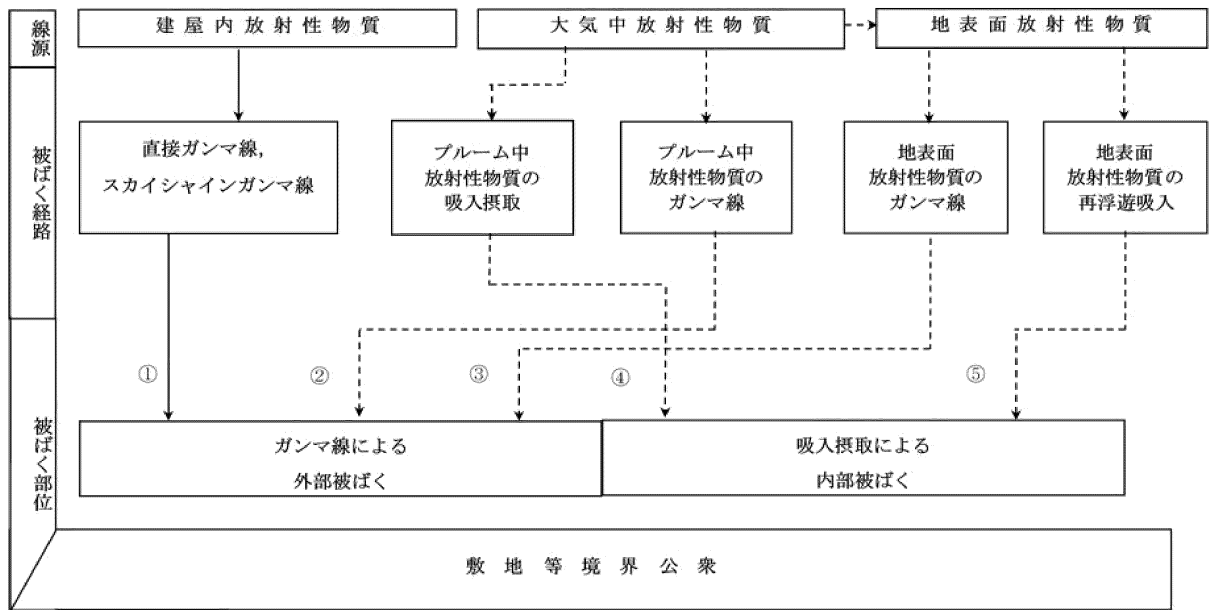 線源
建屋内放射性物質
大気中放射性物質
地表面放射性物質
被ばく経路
直接ガンマ線,
スカイシャインガンマ線
プルーム中
放射性物質の
吸入摂取
プルーム中
放射性物質の
ガンマ線
地表面
放射性物質の
ガンマ線
地表面
放射性物質の
再浮遊吸入
①
②
③
④
⑤
被ばく部位
ガンマ線による
外部被ばく
吸入摂取による
内部被ばく
敷地等境界公衆